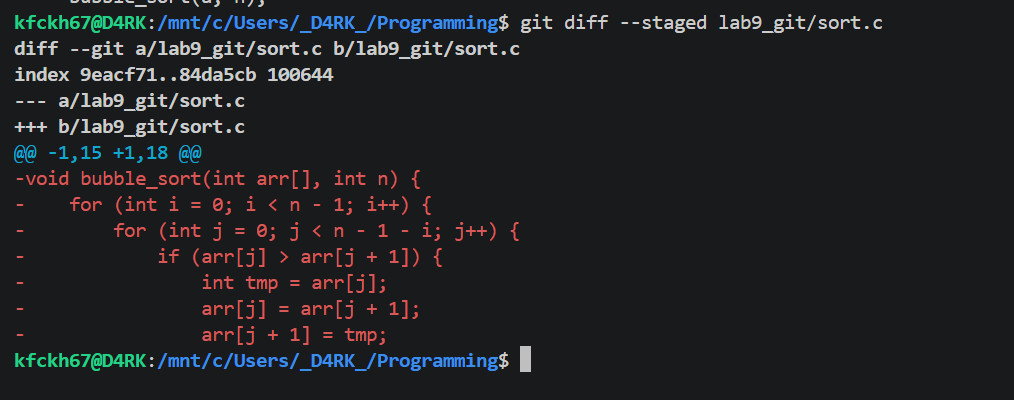 bubble_sort(a, n);
kfckh67@D4RK:/mnt/c/Users/_D4RK_/Programming$ git diff --staged lab9_git/sort.c
diff --git a/lab9_git/sort.c b/lab9_git/sort.c
index 9eacf71..84da5cb 100644
--- a/lab9_git/sort.c
+++ b/lab9_git/sort.c
@@ -1,15 +1,18 @@
-void bubble_sort(int arr[], int n) {
-    for (int i = 0; i < n - 1; i++) {
-        for (int j = 0; j < n - 1 - i; j++) {
-            if (arr[j] > arr[j + 1]) {
-                int tmp = arr[j];
-                arr[j] = arr[j + 1];
-                arr[j + 1] = tmp;
kfckh67@D4RK:/mnt/c/Users/_D4RK_/Programming$